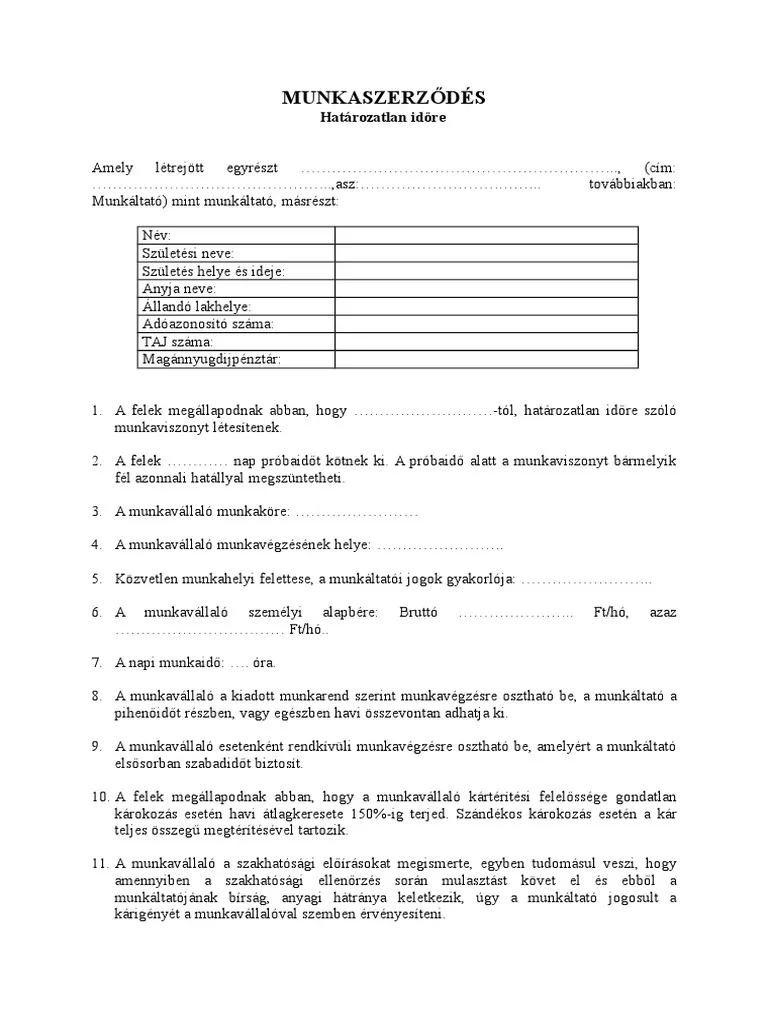 MUNKASZERZŐDÉS
Határozatlan időre
Amely létrejött egyrészt …………………………………………………….., (cím:
………………………………………..,asz:……………………………... továbbiakban:
Munkáltató) mint munkáltató, másrészt:
Név:
Születési neve:
Születés helye és ideje:
Anyja neve:
Állandó lakhelye:
Adóazonosító száma:
TAJ száma:
Magánnyugdíjpénztár:
1. A felek megállapodnak abban, hogy ………………………-tól, határozatlan időre szóló
munkaviszonyt létesítenek.
2. A felek ………… nap próbaidőt kötnek ki. A próbaidő alatt a munkaviszonyt bármelyik
fél azonnali hatállyal megszüntetheti.
3. A munkavállaló munkaköre: ……………………
4. A munkavállaló munkavégzésének helye: …………………….
5. Közvetlen munkahelyi felettese, a munkáltatói jogok gyakorlója: ……………………..
6. A munkavállaló személyi alapbére: Bruttó ………………….. Ft/hó, azaz
…………………………… Ft/hó..
7. A napi munkaidő: …. óra.
8. A munkavállaló a kiadott munkarend szerint munkavégzésre osztható be, a munkáltató a
pihenőidőt részben, vagy egészben havi összevontan adhatja ki.
9. A munkavállaló esetenként rendkívüli munkavégzésre osztható be, amelyért a munkáltató
elsősorban szabadidőt biztosít.
10. A felek megállapodnak abban, hogy a munkavállaló kártérítési felelőssége gondatlan
károkozás esetén havi átlagkeresete 150%-ig terjed. Szándékos károkozás esetén a kár
teljes összegű megtérítésével tartozik.
11. A munkavállaló a szakhatósági előírásokat megismerte, egyben tudomásul veszi, hogy
amennyiben a szakhatósági ellenőrzés során mulasztást követ el és ebből a
munkáltatójának bírság, anyagi hátránya keletkezik, úgy a munkáltató jogosult a
kárigényét a munkavállalóval szemben érvényesíteni.